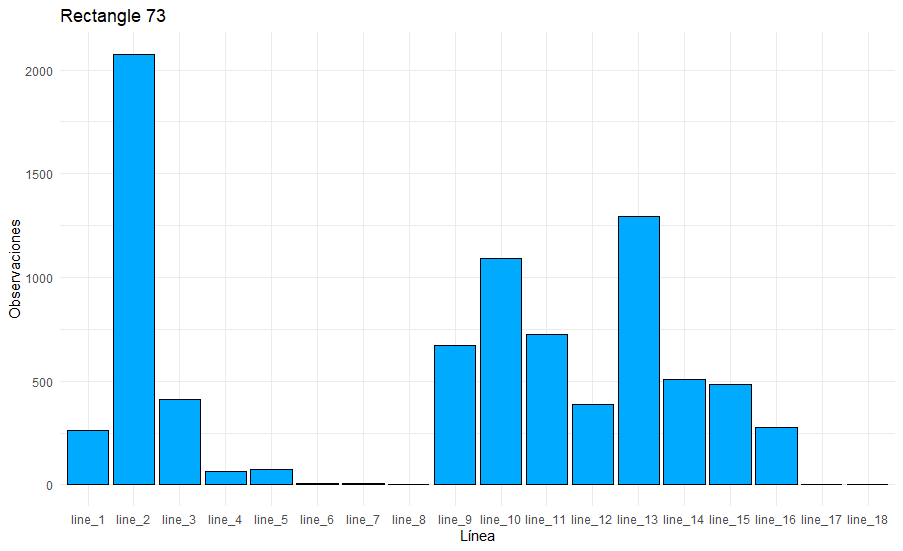 Rectangle 73
Observaciones
2000
1500
1000
500
0
line_1 line_2 line_3 line_4 line_5 line_6 line_7 line_8 line_9 line_10 line_11 line_12 line_13 line_14 line_15 line_16 line_17 line_18
Línea